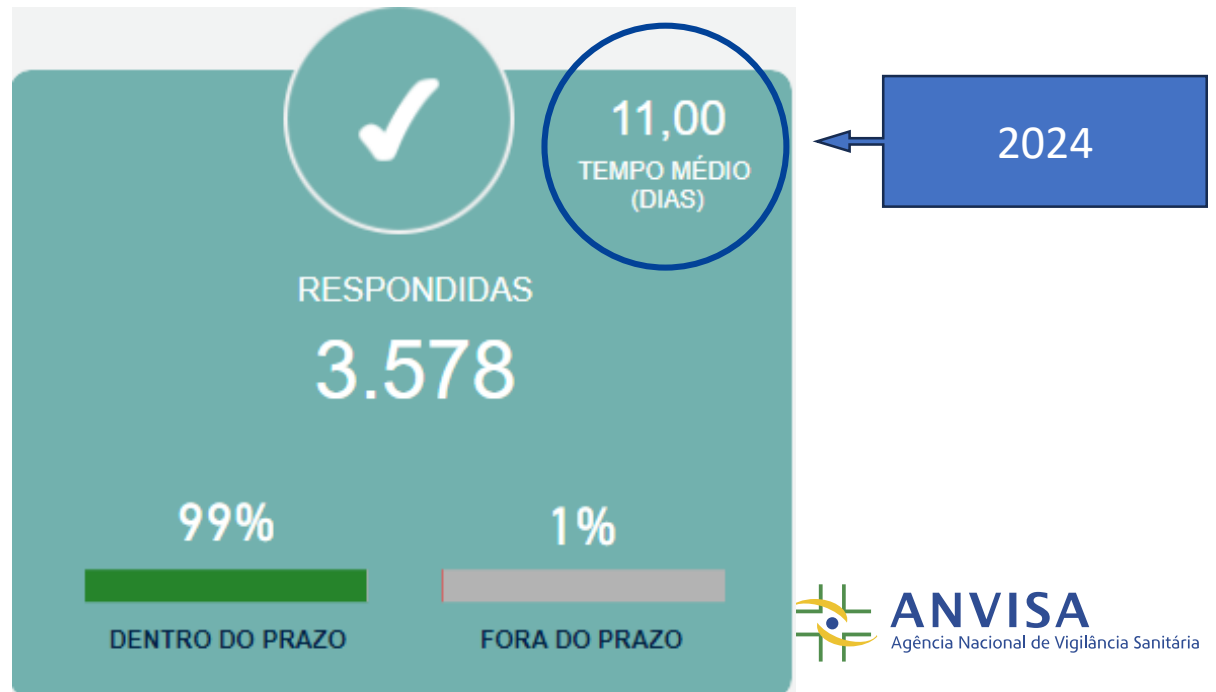 11,00
TEMPO MÉDIO
(DIAS)
2024
RESPONDIDAS
3.578
99%
1%
DENTRO DO PRAZO
FORA DO PRAZO
ANVISA
Agência Nacional de Vigilância Sanitária